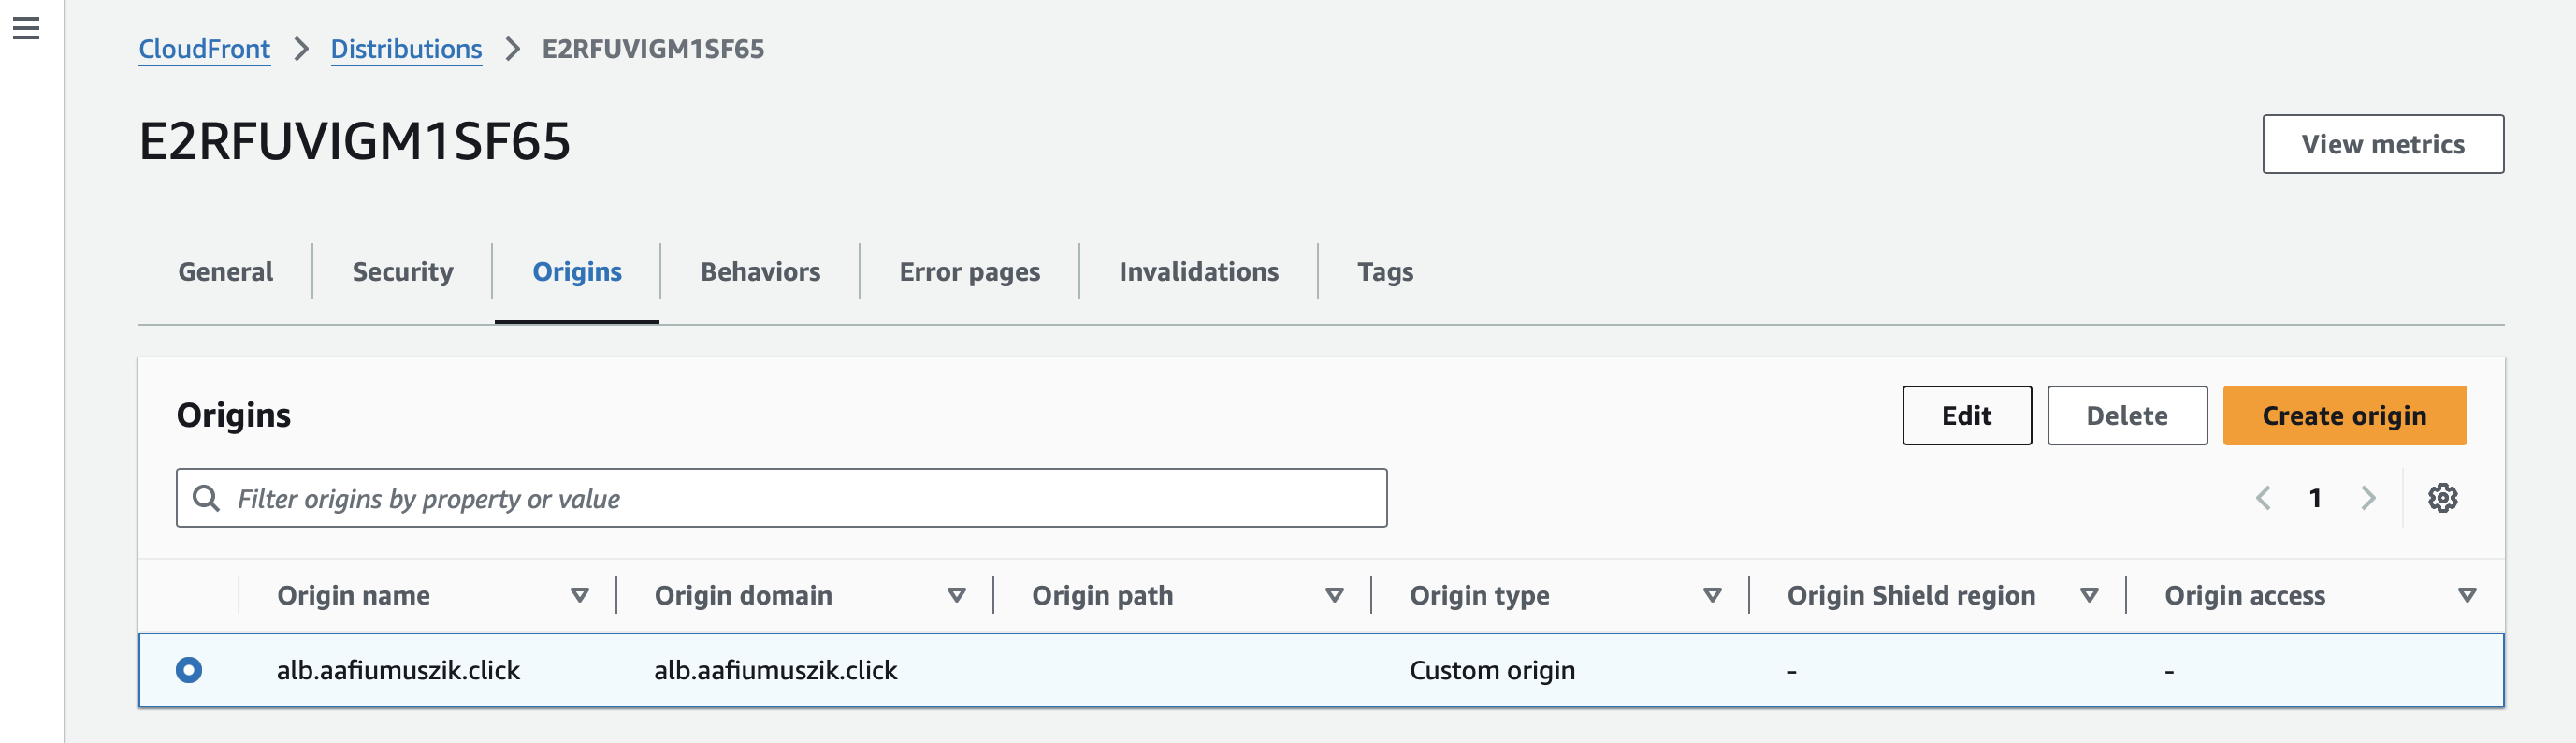 CloudFront > Distributions > E2RFUVIGM1SF65
E2RFUVIGM1SF65
View metrics
General Security Origins Behaviors Error pages Invalidations Tags
Origins
Edit Delete Create origin
Filter origins by property or value
1
Origin name Origin domain Origin path Origin type Origin Shield region Origin access
alb.aafiumuszik.click alb.aafiumuszik.click Custom origin - -